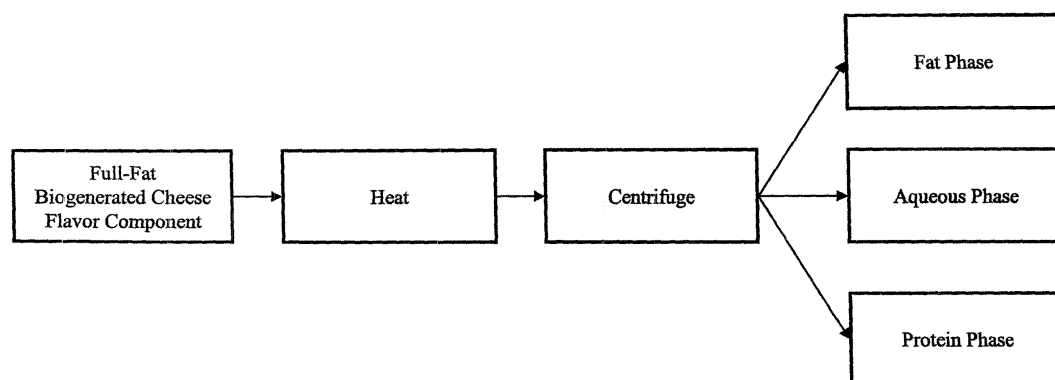 Fat Phase
Full-Fat
Biogenerated Cheese
Flavor Component
Heat
Centrifuge
Aqueous Phase
Protein Phase